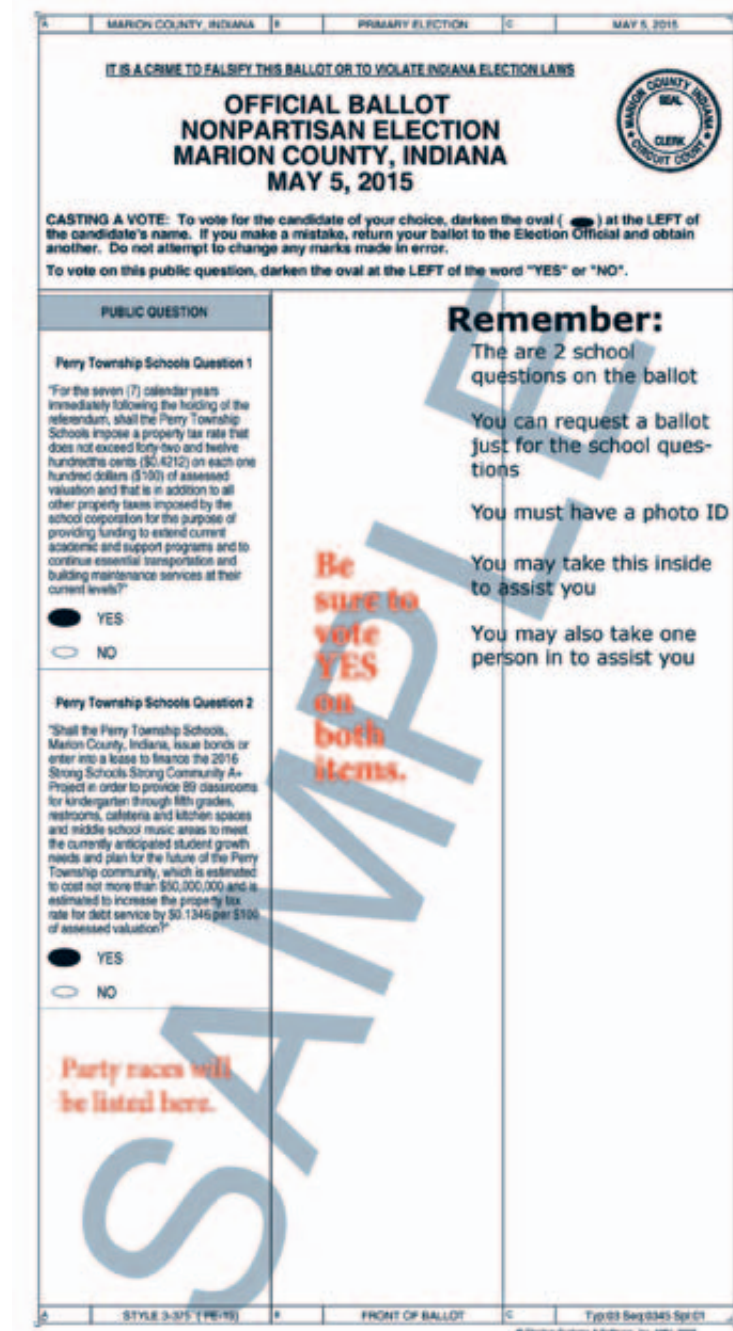 A MARION COUNTY, INDIANA B PRIMARY ELECTION C MAY 5, 2015
IT IS A CRIME TO FALSIFY THIS BALLOT OR TO VIOLATE INDIANA ELECTION LAWS
OFFICIAL BALLOT
NONPARTISAN ELECTION
MARION COUNTY, INDIANA
MAY 5, 2015
MARION COUNTY INDIANA
SEAL
CLERK
CIRCUIT COURT
CASTING A VOTE: To vote for the candidate of your choice, darken the oval ( ) at the LEFT of
the candidate's name. If you make a mistake, return your ballot to the Election Official and obtain
another. Do not attempt to change any marks made in error.
To vote on this public question, darken the oval at the LEFT of the word "YES" or "NO".
PUBLIC QUESTION
Perry Township Schools Question 1
"For the seven (7) calendar years
immediately following the holding of the
referendum, shall the Perry Township
Schools impose a property tax rate that
does not exceed forty-two and twelve
hundredths cents ($0.4212) on each one
hundred dollars ($100) of assessed
valuation and that is in addition to all
other property taxes imposed by the
school corporation for the purpose of
providing funding to extend current
academic and support programs and to
continue essential transportation and
building maintenance services at their
current levels?"
YES
NO
Perry Township Schools Question 2
"Shall the Perry Township Schools,
Marion County, Indiana, issue bonds or
enter into a lease to finance the 2016
Strong Schools Strong Community A+
Project in order to provide 89 classrooms
for kindergarten through fifth grades,
restrooms, cafeteria and kitchen spaces
and middle school music areas to meet
the currently anticipated student growth
needs and plan for the future of the Perry
Township community, which is estimated
to cost not more than $50,000,000 and is
estimated to increase the property tax
rate for debt service by $0.1346 per $100
of assessed valuation?"
YES
NO
Party races will
be listed here.
Be
sure to
vote
YES
on
both
items.
Remember:
The are 2 school
questions on the ballot
You can request a ballot
just for the school ques-
tions
You must have a photo ID
You may take this inside
to assist you
You may also take one
person in to assist you
SAMPLE
A STYLE 3-375 ( PE-15) B FRONT OF BALLOT C Typ:03 Seq:0345 Spl:01